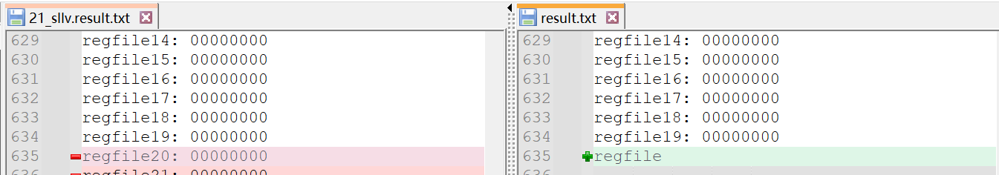 21_sllv.result.txt
629 regfile14: 00000000
630 regfile15: 00000000
631 regfile16: 00000000
632 regfile17: 00000000
633 regfile18: 00000000
634 regfile19: 00000000
635 regfile20: 00000000
636 regfile21: 00000000
result.txt
629 regfile14: 00000000
630 regfile15: 00000000
631 regfile16: 00000000
632 regfile17: 00000000
633 regfile18: 00000000
634 regfile19: 00000000
635 regfile
636